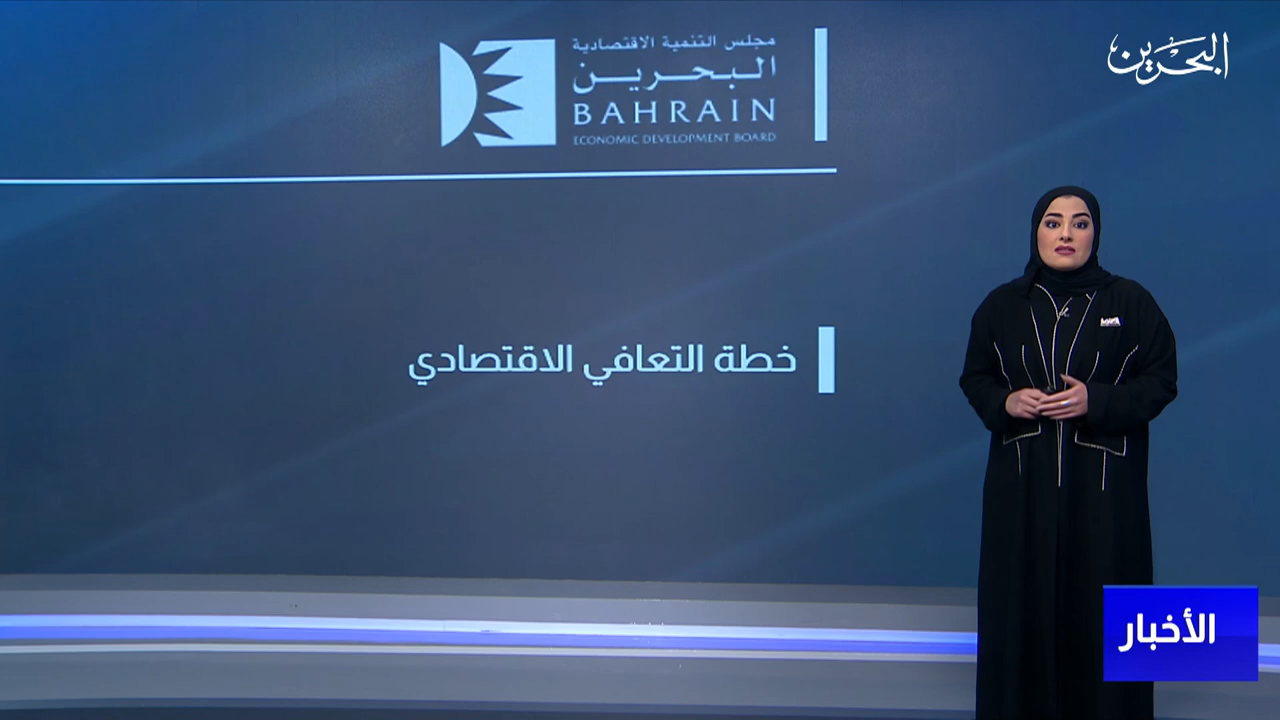 مجلس التنمية الاقتصادية
البحرين
BAHRAIN
ECONOMIC DEVELOPMENT BOARD
البحرين
خطة التعافي الاقتصادي
الأخبار